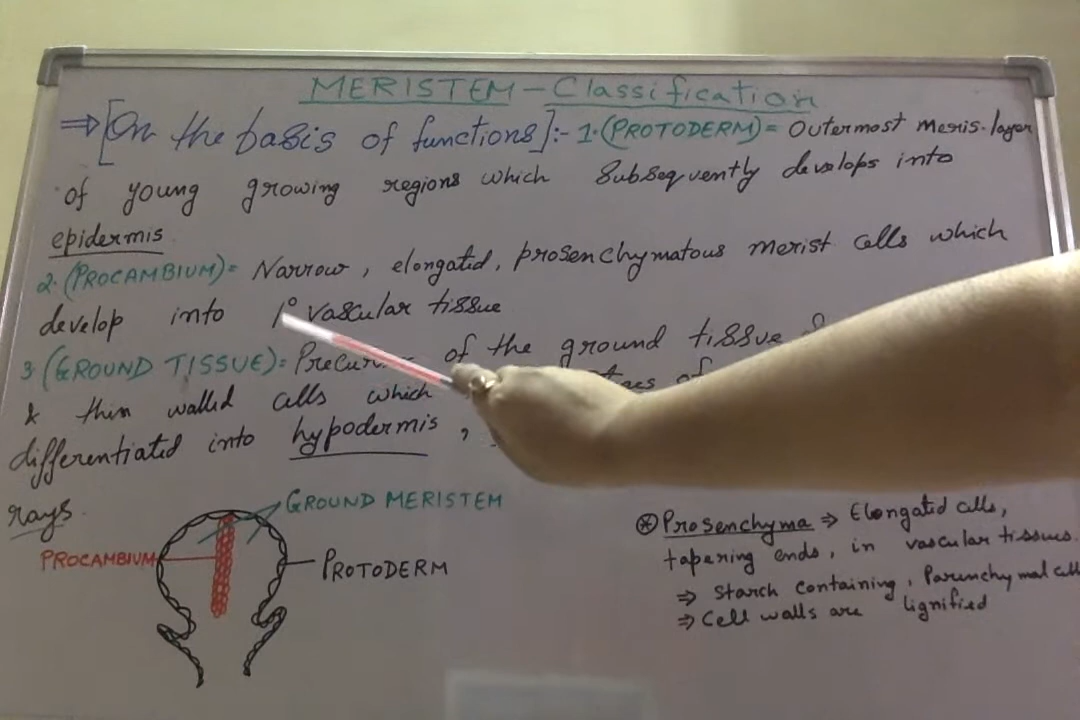 MERISTEM - Classification
⇒ [On the basis of functions] :- 1. (PROTODERM) = Outermost meris. layer
of young growing regions which subsequently develops into
epidermis
2. (PROCAMBIUM) = Narrow, elongated, prosenchymatous merist cells which
develop into 1° vascular tissue
3 (GROUND TISSUE) = of the ground tissue
& thin walled cells which of
differentiated into hypodermis,
rays.
GROUND MERISTEM
PROCAMBIUM
PROTODERM
⊛ Prosenchyma ⇒ Elongated cells,
tapering ends, in vascular tissues.
⇒ Starch containing, Parenchymal cell
⇒ Cell walls are lignified